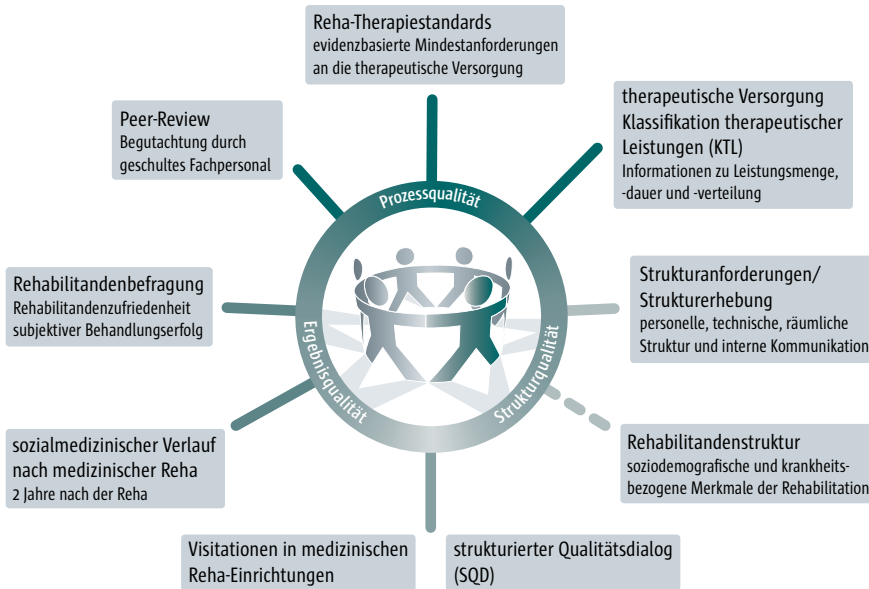 Reha-Therapiestandards
evidenzbasierte Mindestanforderungen
an die therapeutische Versorgung
Peer-Review
Begutachtung durch
geschultes Fachpersonal
therapeutische Versorgung
Klassifikation therapeutischer
Leistungen (KTL)
Informationen zu Leistungsmenge,
-dauer und -verteilung
Prozessqualität
Rehabilitandenbefragung
Rehabilitandenzufriedenheit
subjektiver Behandlungserfolg
Strukturanforderungen/
Strukturerhebung
personelle, technische, räumliche
Struktur und interne Kommunikation
Ergebnisqualität
Strukturqualität
sozialmedizinischer Verlauf
nach medizinischer Reha
2 Jahre nach der Reha
Rehabilitandenstruktur
soziodemografische und krankheits-
bezogene Merkmale der Rehabilitation
Visitationen in medizinischen
Reha-Einrichtungen
strukturierter Qualitätsdialog
(SQD)